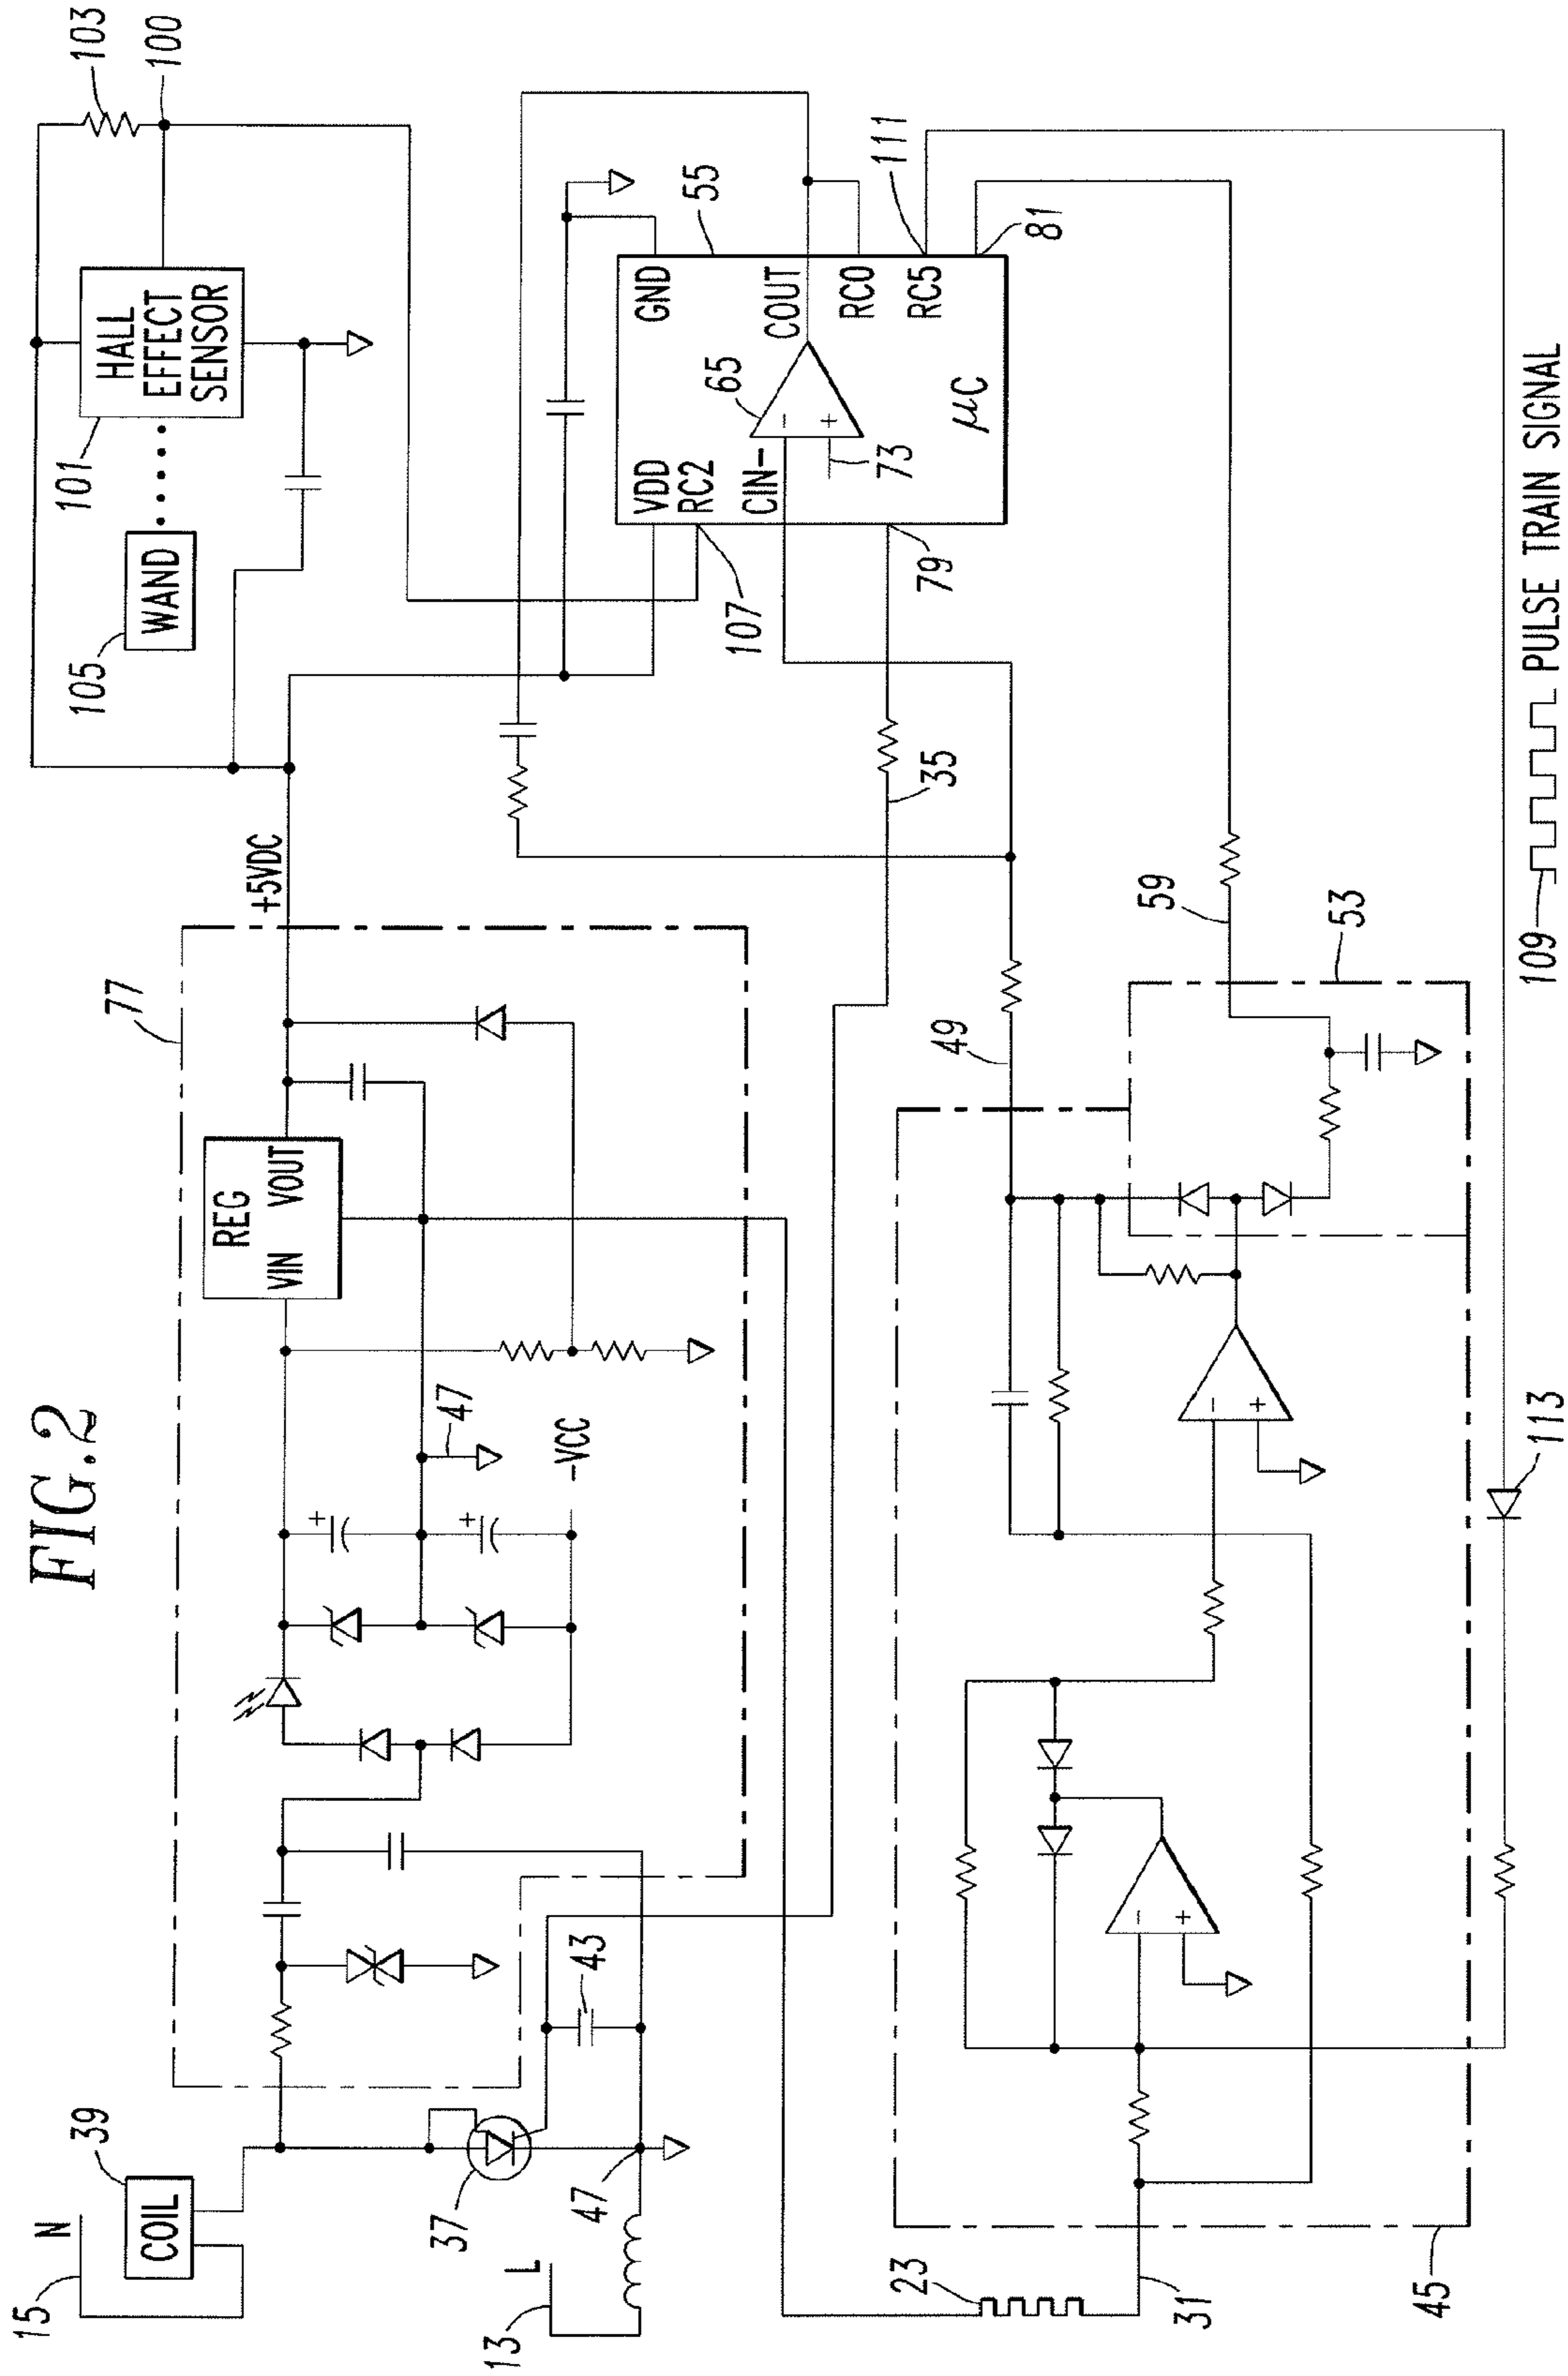 FIG.2
15
N
39
COIL
37
13
L
47
43
77
REG
VIN
VOUT
47
-VCC
+5VDC
105
WAND
101
HALL
EFFECT
SENSOR
103
100
107
VDD
RC2
CIN-
GND
COUT
RC0
RC5
65
-
+
73
μC
55
111
81
79
35
49
59
53
23
31
45
-
+
-
+
113
109
PULSE TRAIN SIGNAL
+
+